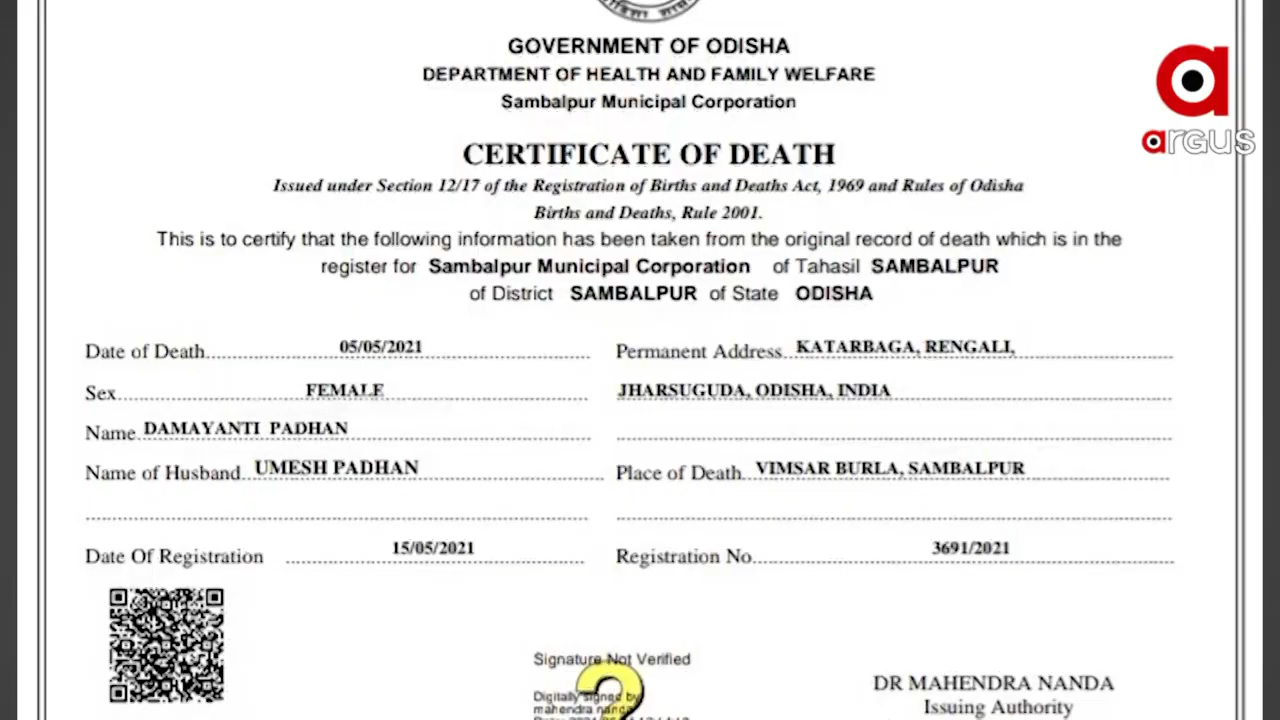 GOVERNMENT OF ODISHA
DEPARTMENT OF HEALTH AND FAMILY WELFARE
Sambalpur Municipal Corporation
argus
CERTIFICATE OF DEATH
Issued under Section 12/17 of the Registration of Births and Deaths Act, 1969 and Rules of Odisha
Births and Deaths, Rule 2001.
This is to certify that the following information has been taken from the original record of death which is in the
register for Sambalpur Municipal Corporation of Tahasil SAMBALPUR
of District SAMBALPUR of State ODISHA
Date of Death 05/05/2021
Permanent Address KATARBAGA, RENGALI,
Sex FEMALE
JHARSUGUDA, ODISHA, INDIA
Name DAMAYANTI PADHAN
Name of Husband UMESH PADHAN
Place of Death VIMSAR BURLA, SAMBALPUR
Date Of Registration 15/05/2021
Registration No. 3691/2021
Signature Not Verified
Digitally signed by
mahendra nanda
DR MAHENDRA NANDA
Issuing Authority